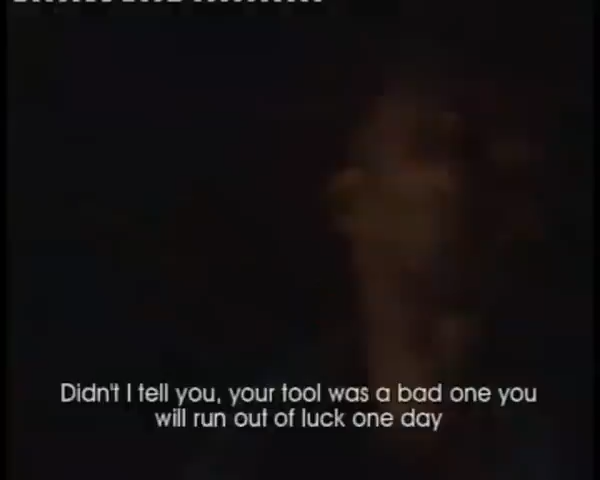 Didn't I tell you, your tool was a bad one you
will run out of luck one day